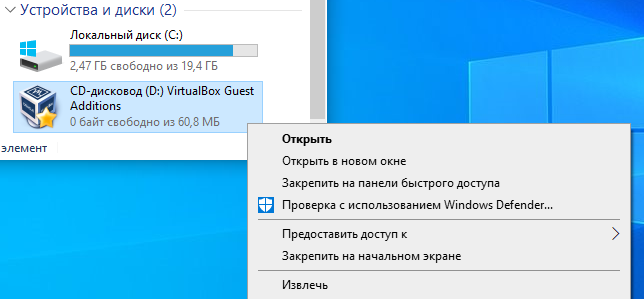 Устройства и диски (2)
Локальный диск (C:)
2,47 ГБ свободно из 19,4 ГБ
CD-дисковод (D:) VirtualBox Guest
Additions
0 байт свободно из 60,8 МБ
элемент
Открыть
Открыть в новом окне
Закрепить на панели быстрого доступа
Проверка с использованием Windows Defender...
Предоставить доступ к
Закрепить на начальном экране
Извлечь